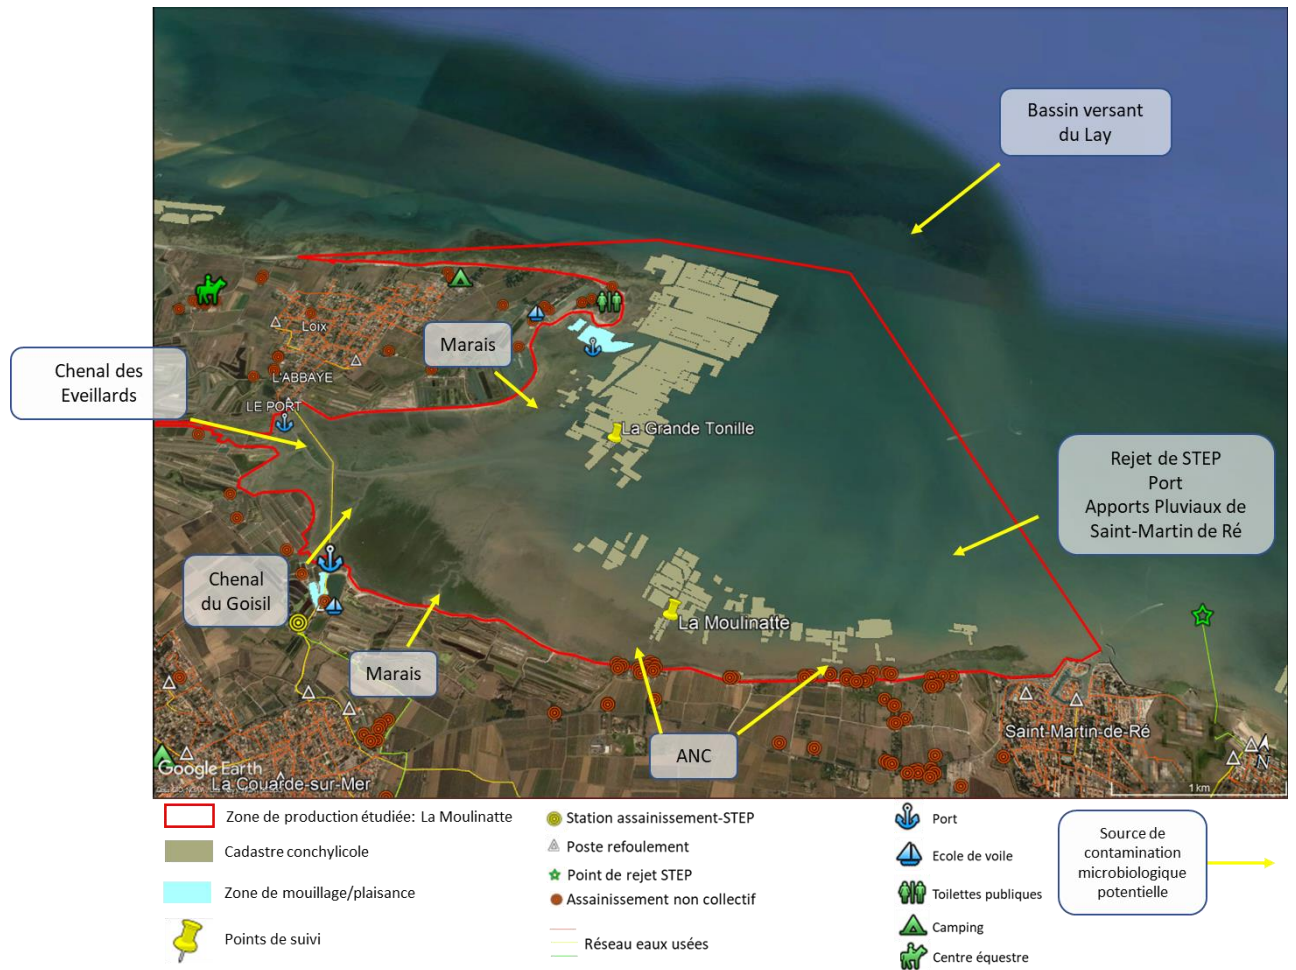 Bassin versant
du Lay
Loix
Marais
Chenal des
Eveillards
L'ABBAYE
LE PORT
La Grande Tonille
Rejet de STEP
Port
Apports Pluviaux de
Saint-Martin de Ré
Chenal
du Goisil
La Moulinatte
Marais
ANC
Saint-Martin-de-Ré
Google Earth
La Couarde-sur-Mer
N
1 km
Zone de production étudiée: La Moulinatte
Cadastre conchylicole
Zone de mouillage/plaisance
Points de suivi
Station assainissement-STEP
Poste refoulement
Point de rejet STEP
Assainissement non collectif
Réseau eaux usées
Port
Ecole de voile
Toilettes publiques
Camping
Centre équestre
Source de
contamination
microbiologique
potentielle